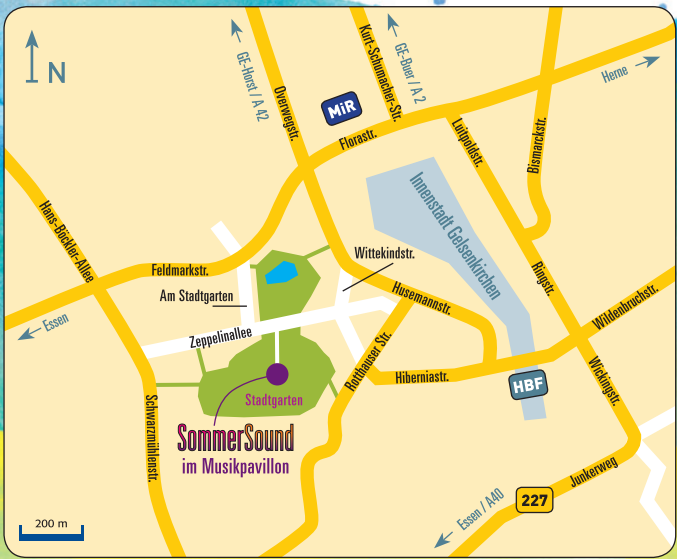 N
GE-Horst / A 42
Overwegstr.
MiR
Kurt-Schumacher-Str.
GE-Buer / A 2
Herne
Florastr.
Luitpoldstr.
Bismarckstr.
Innenstadt Gelsenkirchen
Hans-Böckler-Allee
Feldmarkstr.
Wittekindstr.
Am Stadtgarten
Husemannstr.
Ringstr.
Wildenbruchstr.
Essen
Zeppelinallee
Rotthauser Str.
Hiberniastr.
HBF
Wickingstr.
Stadtgarten
Schwarzmühlenstr.
SommerSound
im Musikpavillon
Junkerweg
227
Essen / A40
200 m